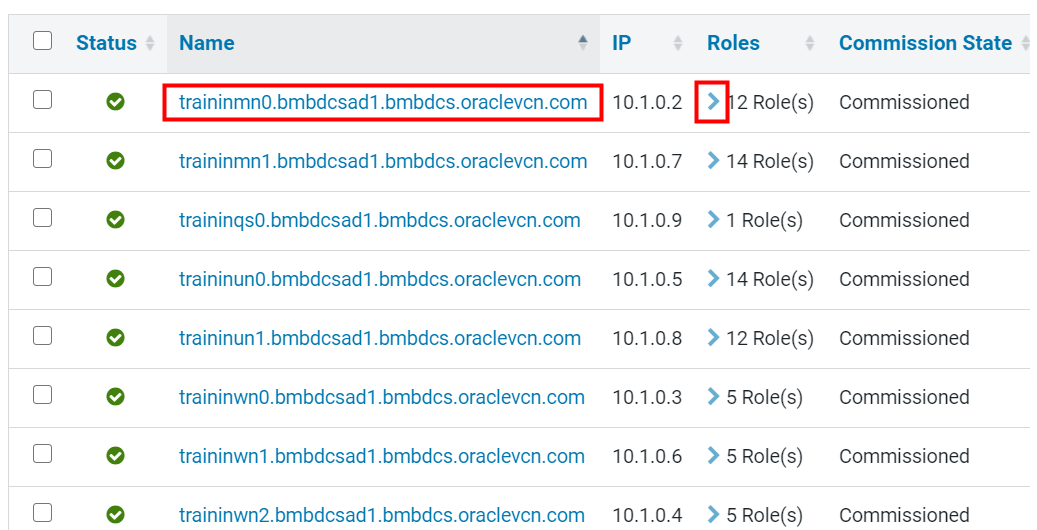 Status Name IP Roles Commission State
traininmn0.bmbdcsad1.bmbdcs.oraclevcn.com 10.1.0.2 12 Role(s) Commissioned
traininmn1.bmbdcsad1.bmbdcs.oraclevcn.com 10.1.0.7 14 Role(s) Commissioned
traininqs0.bmbdcsad1.bmbdcs.oraclevcn.com 10.1.0.9 1 Role(s) Commissioned
traininun0.bmbdcsad1.bmbdcs.oraclevcn.com 10.1.0.5 14 Role(s) Commissioned
traininun1.bmbdcsad1.bmbdcs.oraclevcn.com 10.1.0.8 12 Role(s) Commissioned
traininwn0.bmbdcsad1.bmbdcs.oraclevcn.com 10.1.0.3 5 Role(s) Commissioned
traininwn1.bmbdcsad1.bmbdcs.oraclevcn.com 10.1.0.6 5 Role(s) Commissioned
traininwn2.bmbdcsad1.bmbdcs.oraclevcn.com 10.1.0.4 5 Role(s) Commissioned